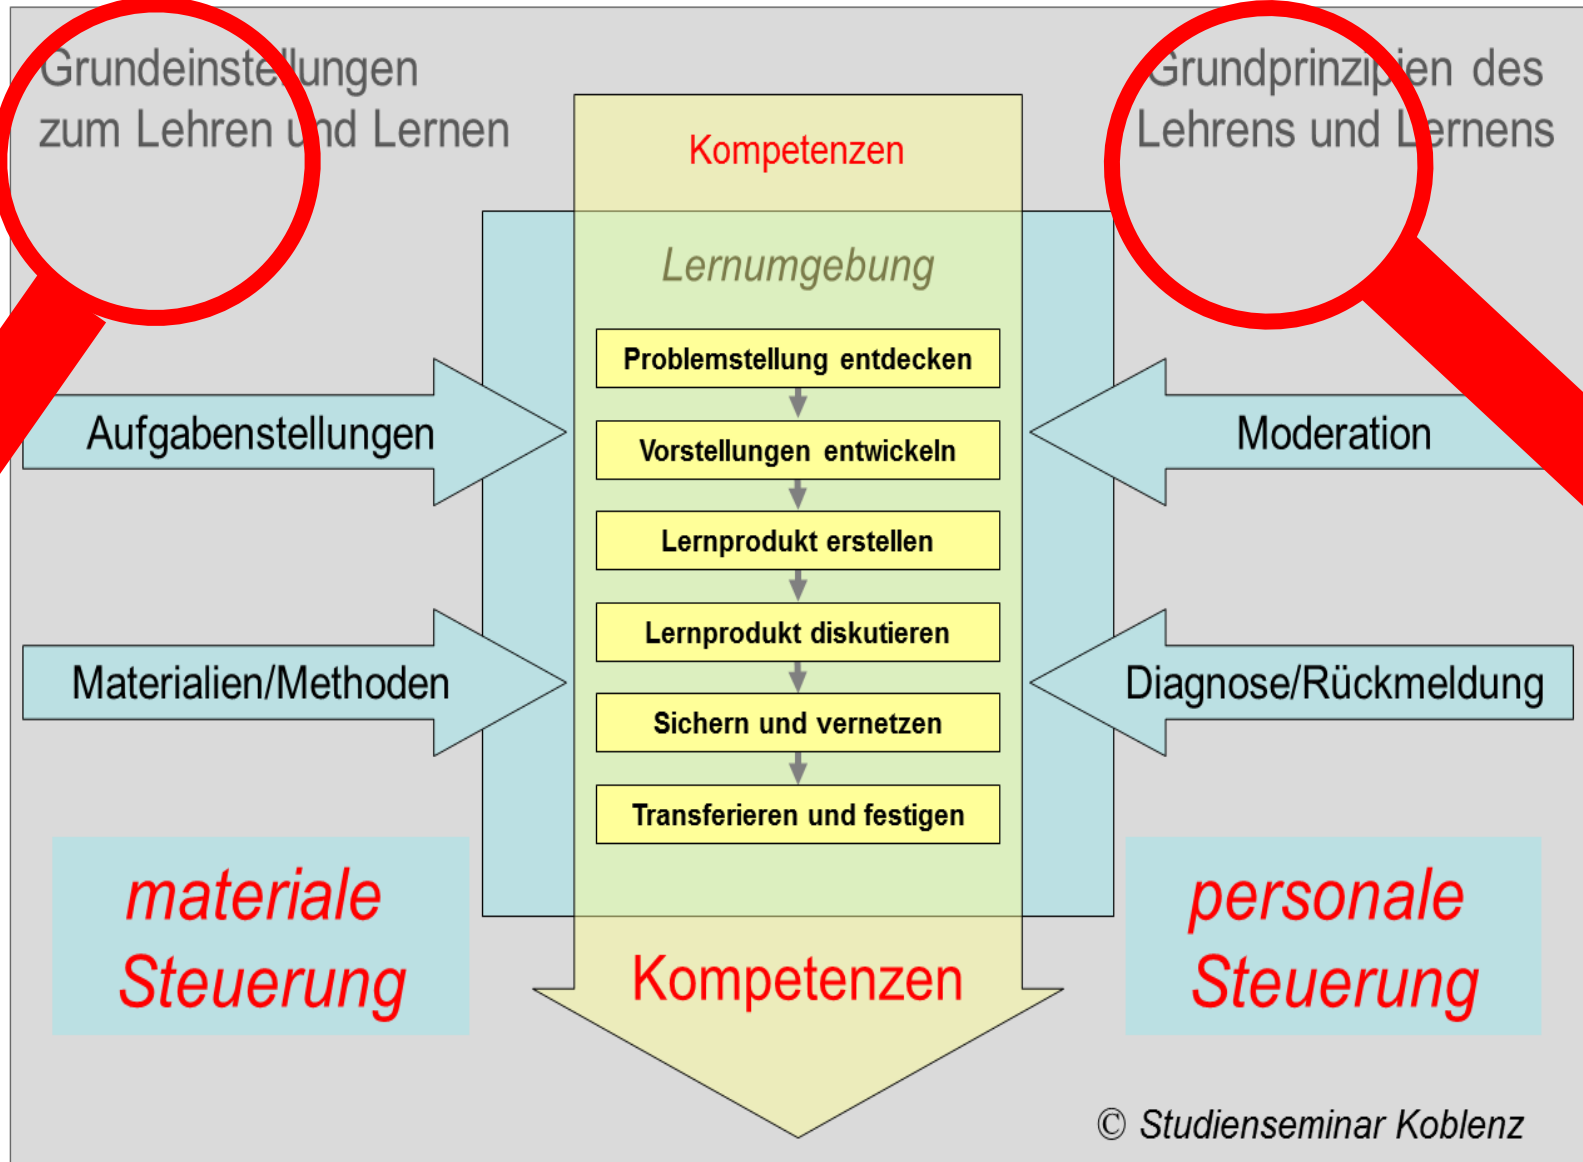 Grundeinstellungen
zum Lehren und Lernen
Grundprinzipien des
Lehrens und Lernens
Kompetenzen
Lernumgebung
Problemstellung entdecken
Vorstellungen entwickeln
Lernprodukt erstellen
Lernprodukt diskutieren
Sichern und vernetzen
Transferieren und festigen
Aufgabenstellungen
Materialien/Methoden
Moderation
Diagnose/Rückmeldung
materiale
Steuerung
Kompetenzen
personale
Steuerung
© Studienseminar Koblenz